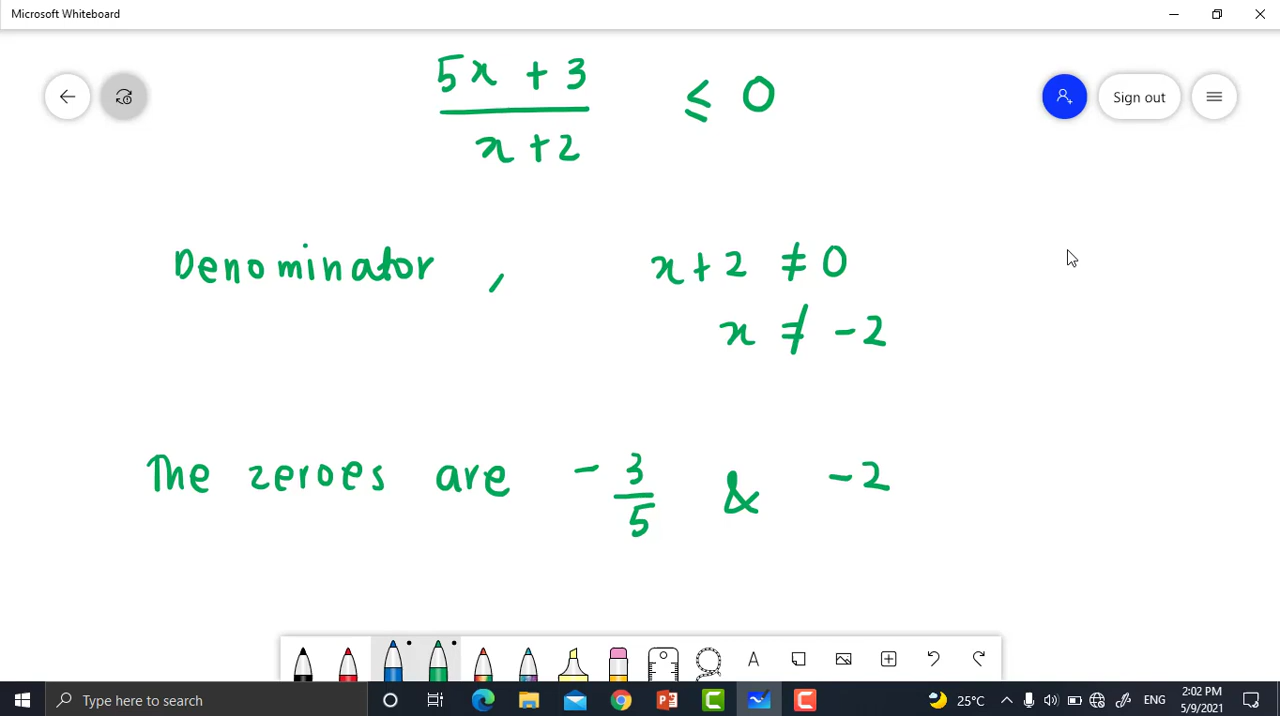 Microsoft Whiteboard
5x + 3
x + 2
≤ 0
Sign out
Denominator , x + 2 ≠ 0
x ≠ -2
The zeroes are - 3/5 & -2
A
Type here to search
25°C
ENG
2:02 PM
5/9/2021